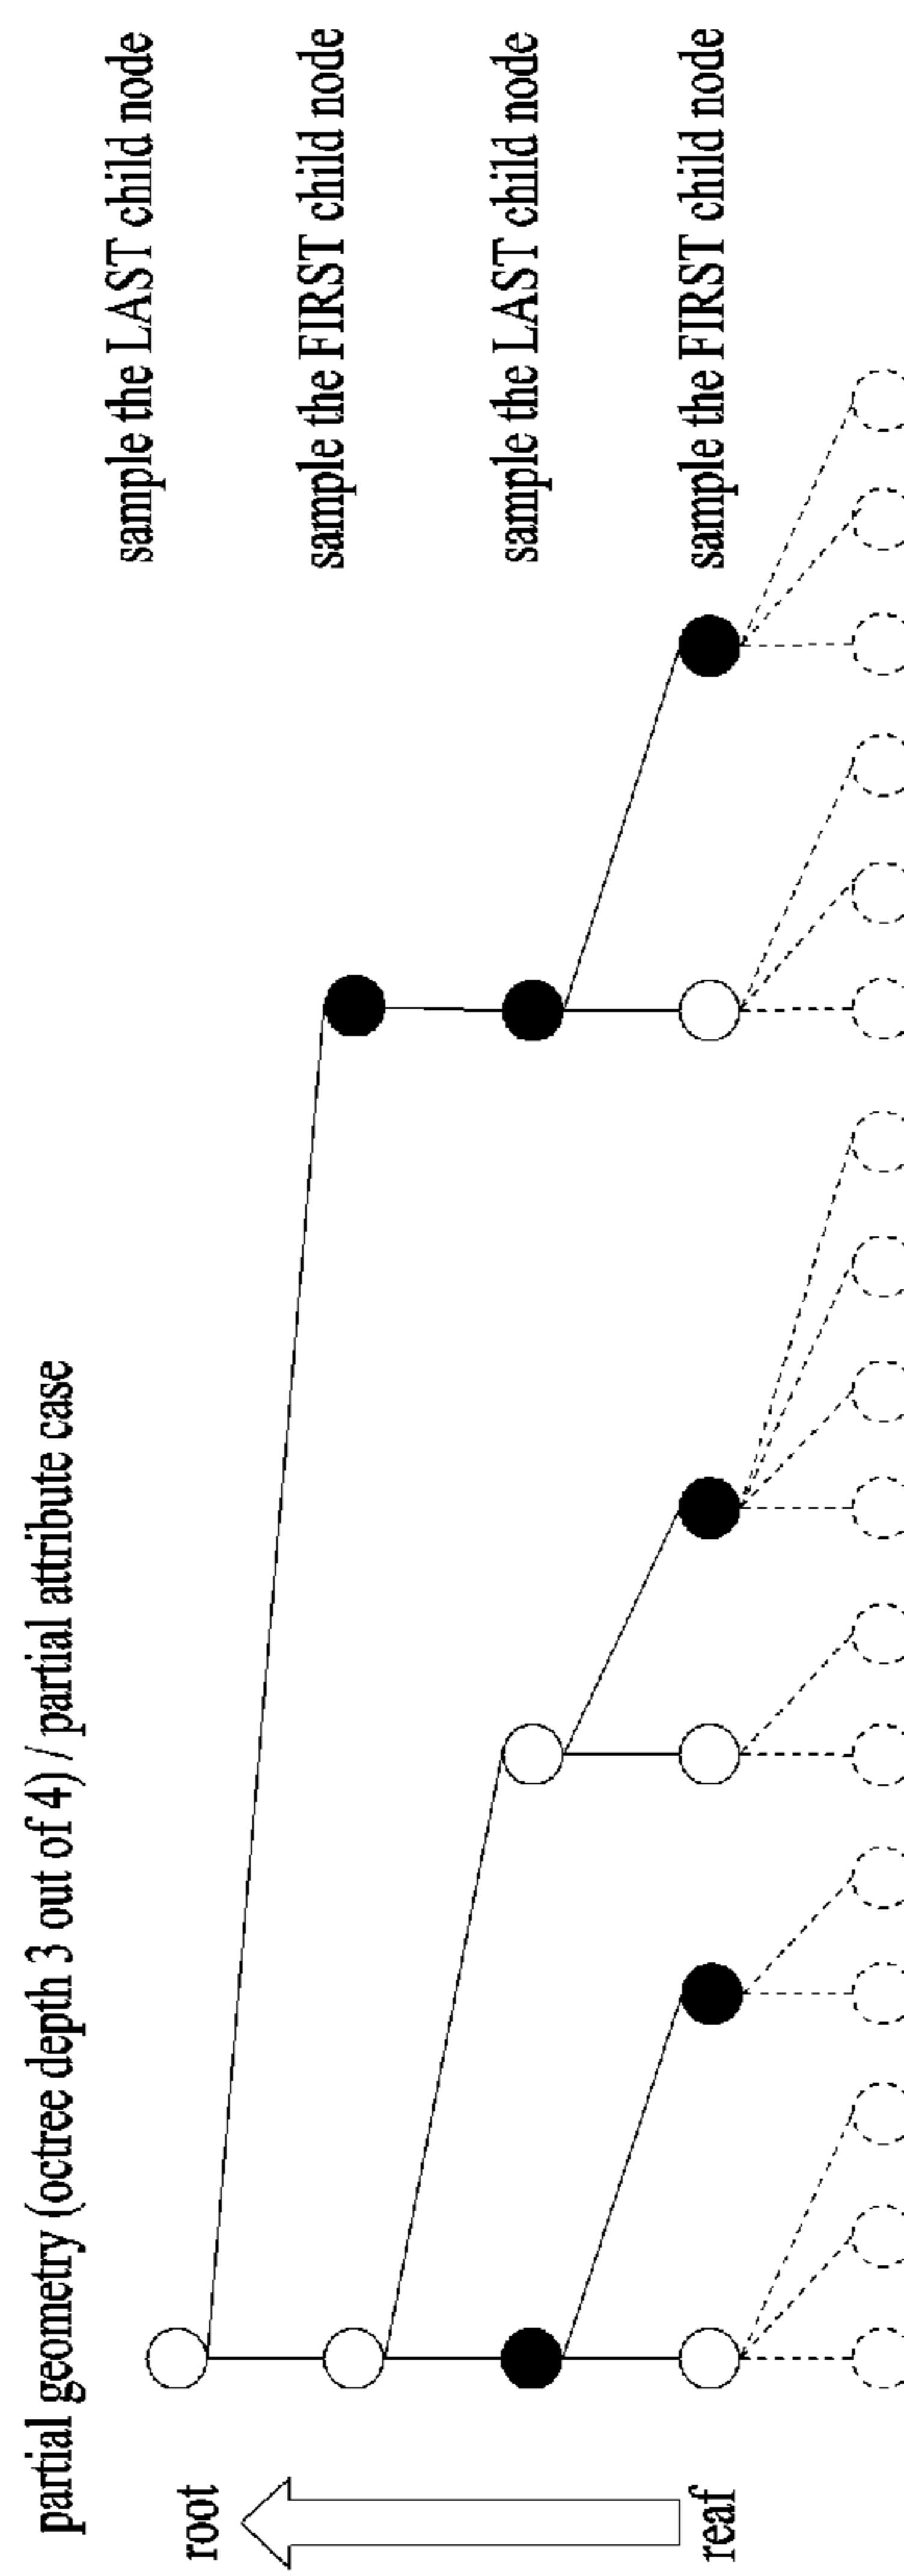 partial geometry (octree depth 3 out of 4) / partial attribute case
root
reaf
sample the LAST child node
sample the FIRST child node
sample the LAST child node
sample the FIRST child node